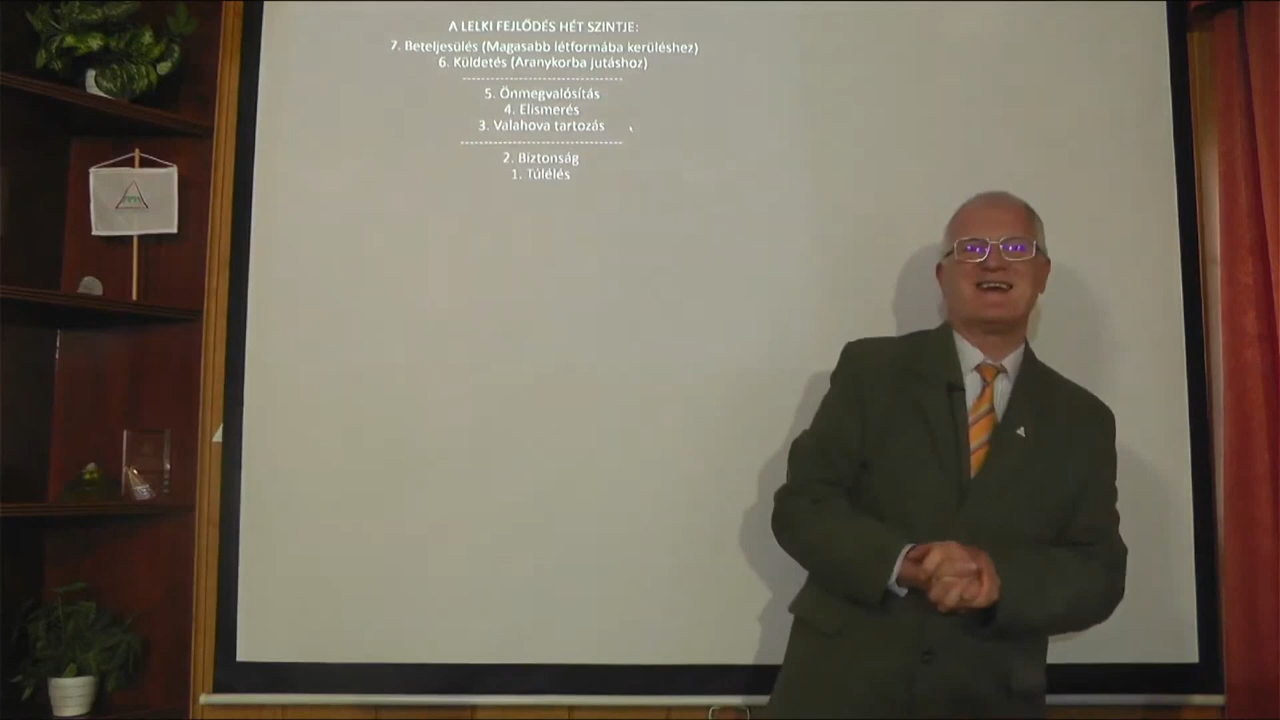 A LELKI FEJLŐDÉS HÉT SZINTJE:
7. Beteljesülés (Magasabb létformába kerüléshez)
6. Küldetés (Aranykorba jutáshoz)
--------------------------------
5. Önmegvalósítás
4. Elismerés
3. Valahova tartozás
--------------------------------
2. Biztonság
1. Túlélés